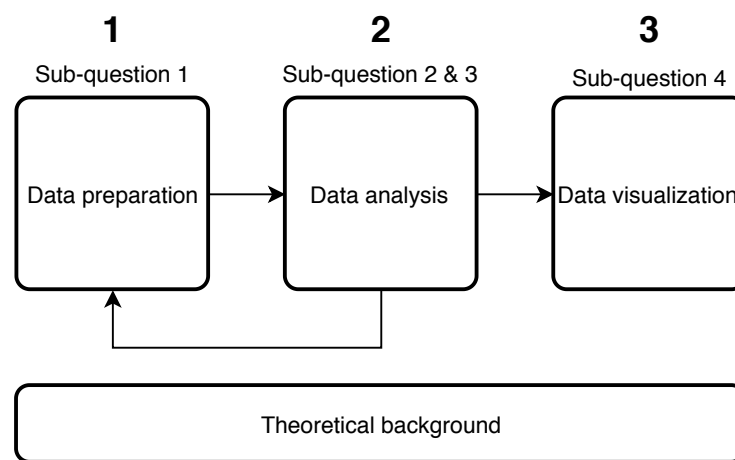 1
2
3
Sub-question 1
Sub-question 2 & 3
Sub-question 4
Data preparation
Data analysis
Data visualization
Theoretical background